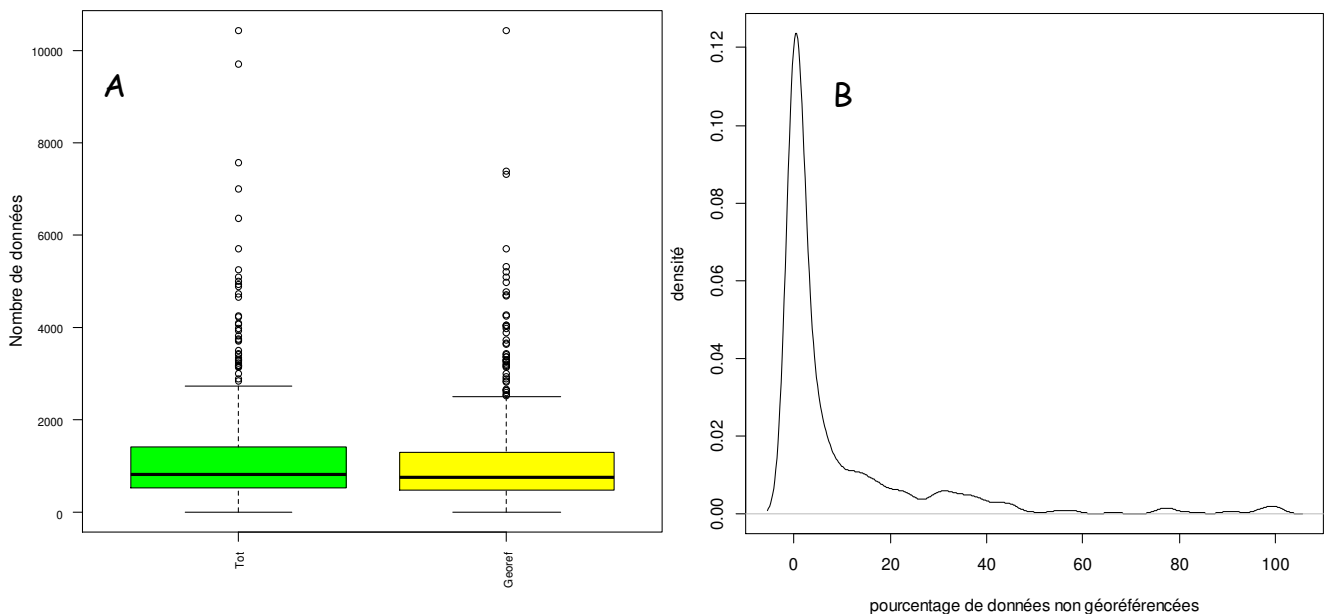 A
Nombre de données
10000
8000
6000
4000
2000
0
Tot
Georef
B
densité
0.12
0.10
0.08
0.06
0.04
0.02
0.00
0 20 40 60 80 100
pourcentage de données non géoréférencées